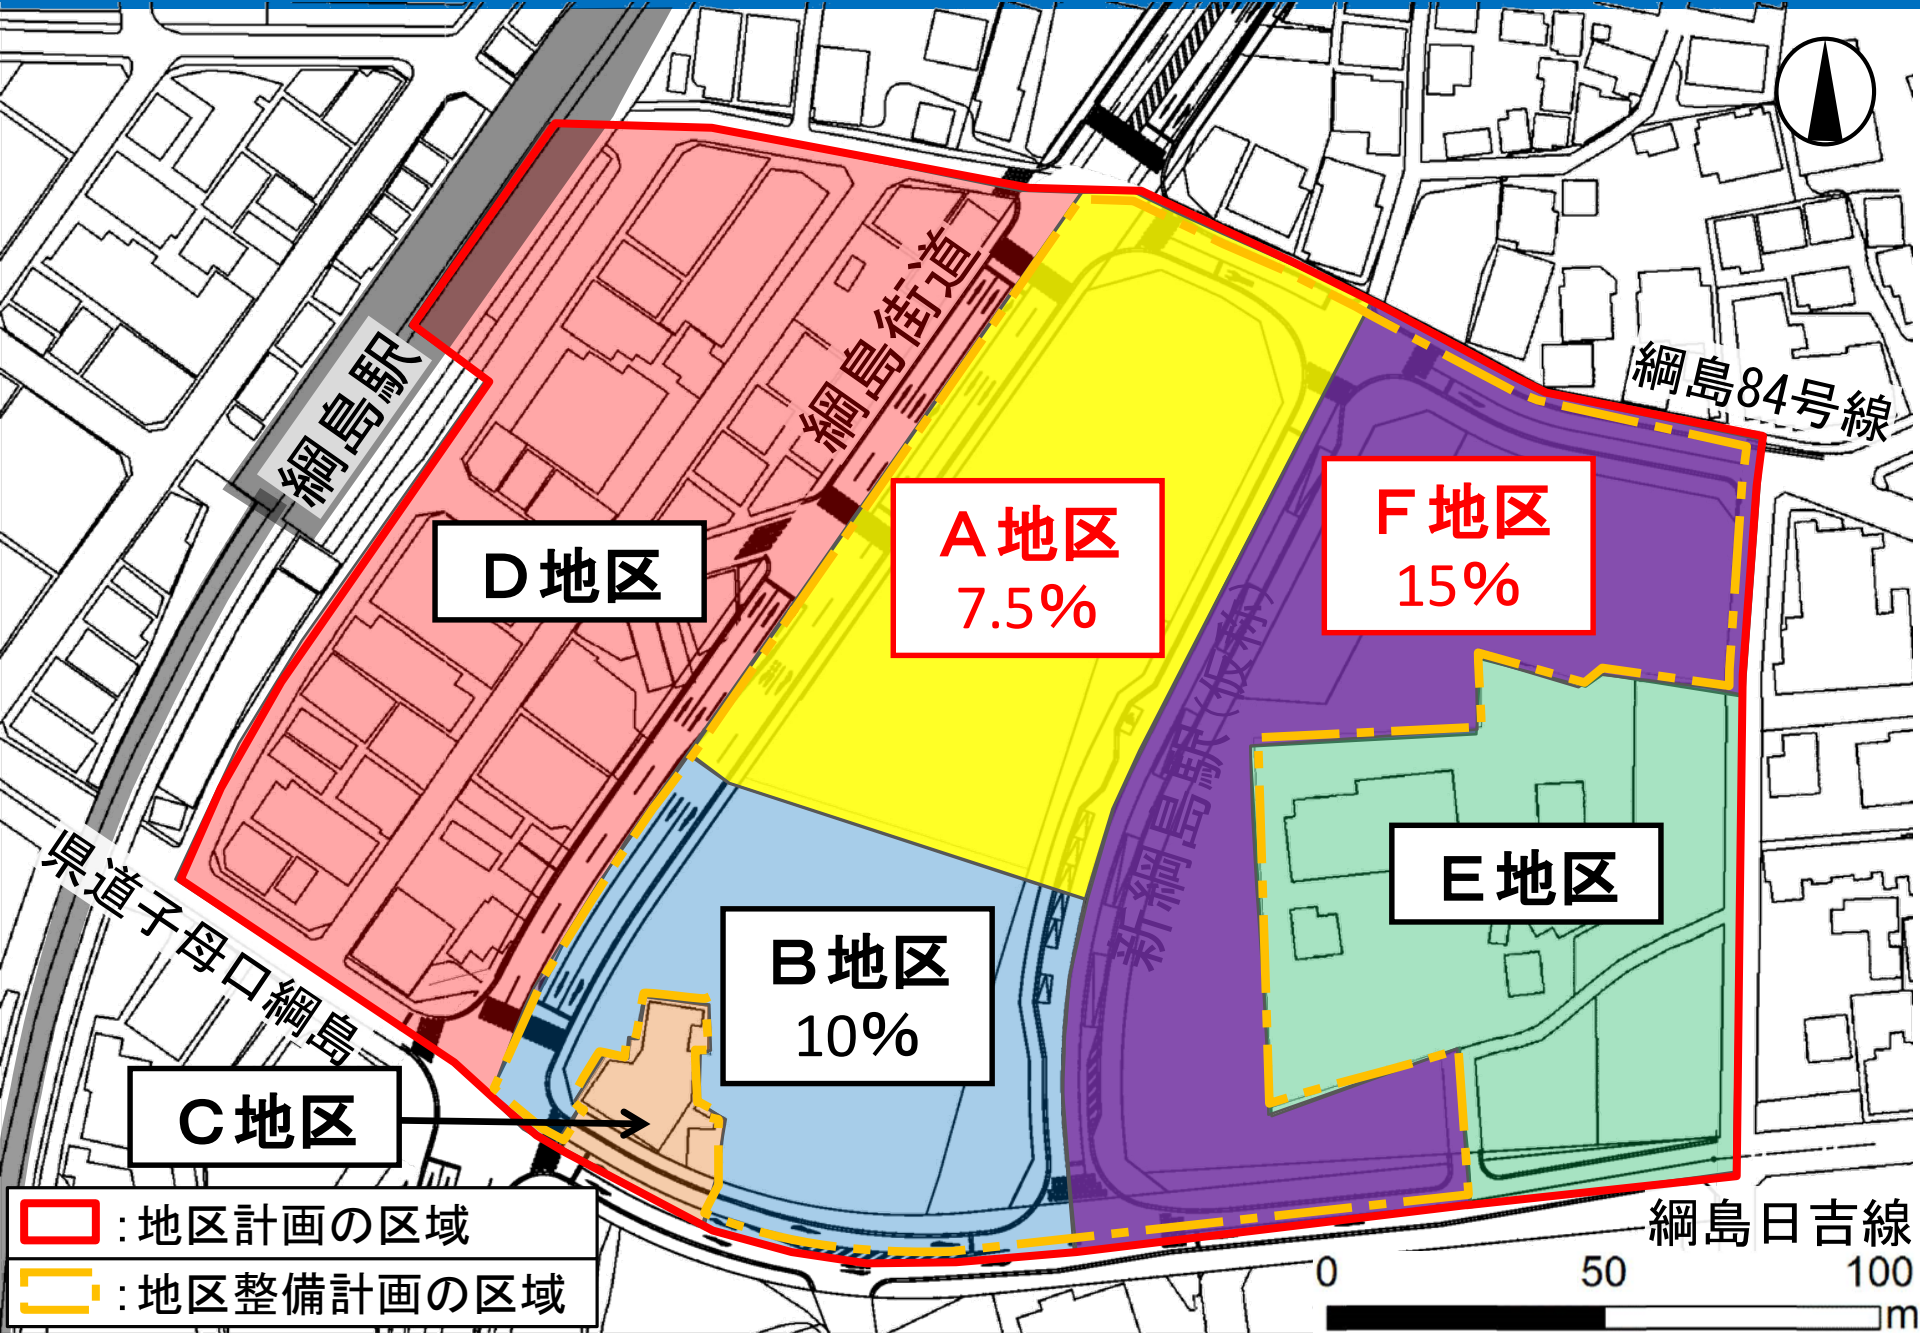 綱島駅
綱島街道
綱島84号線
D地区
A地区
7.5%
F地区
15%
新綱島駅(仮称)
E地区
県道子母口綱島
B地区
10%
C地区
:地区計画の区域
:地区整備計画の区域
綱島日吉線
0 50 100
m